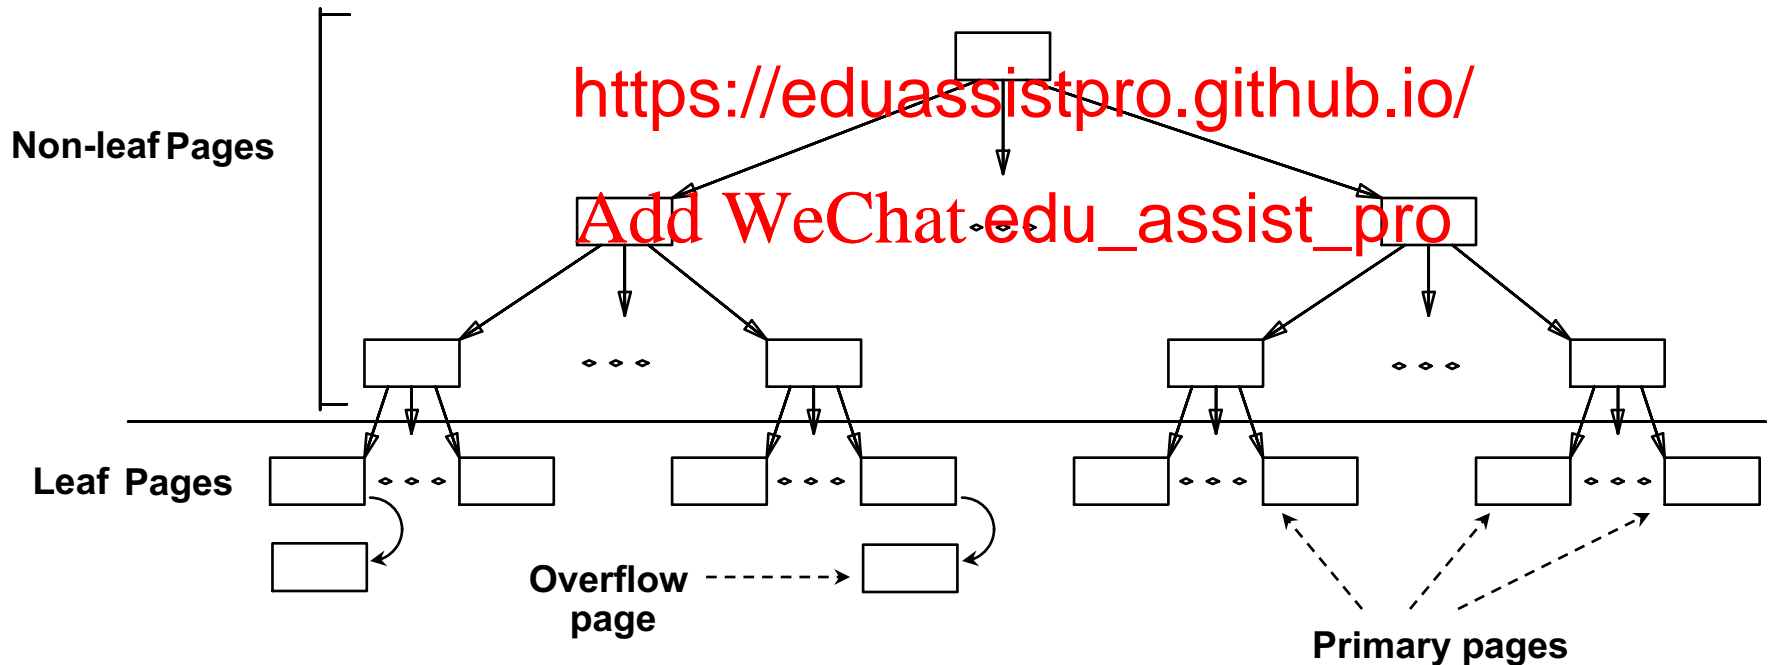 https://eduassistpro.github.io/
Non-leaf Pages
Add WeChat edu_assist_pro
Leaf Pages
Overflow
page
Primary pages